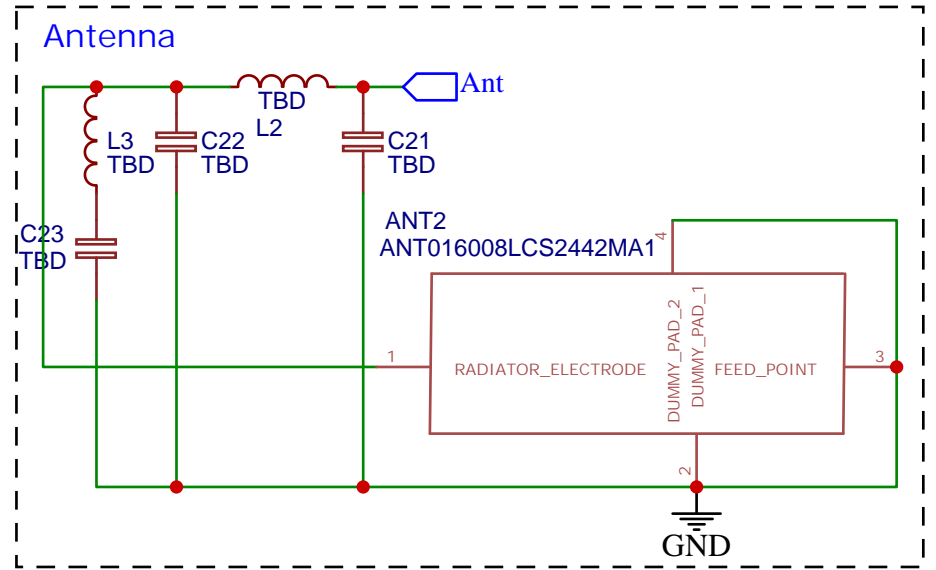 Antenna
Ant
TBD
L2
L3
TBD
C22
TBD
C21
TBD
C23
TBD
ANT2
ANT016008LCS2442MA1
4
1
RADIATOR_ELECTRODE
DUMMY_PAD_2
DUMMY_PAD_1
FEED_POINT
3
2
GND